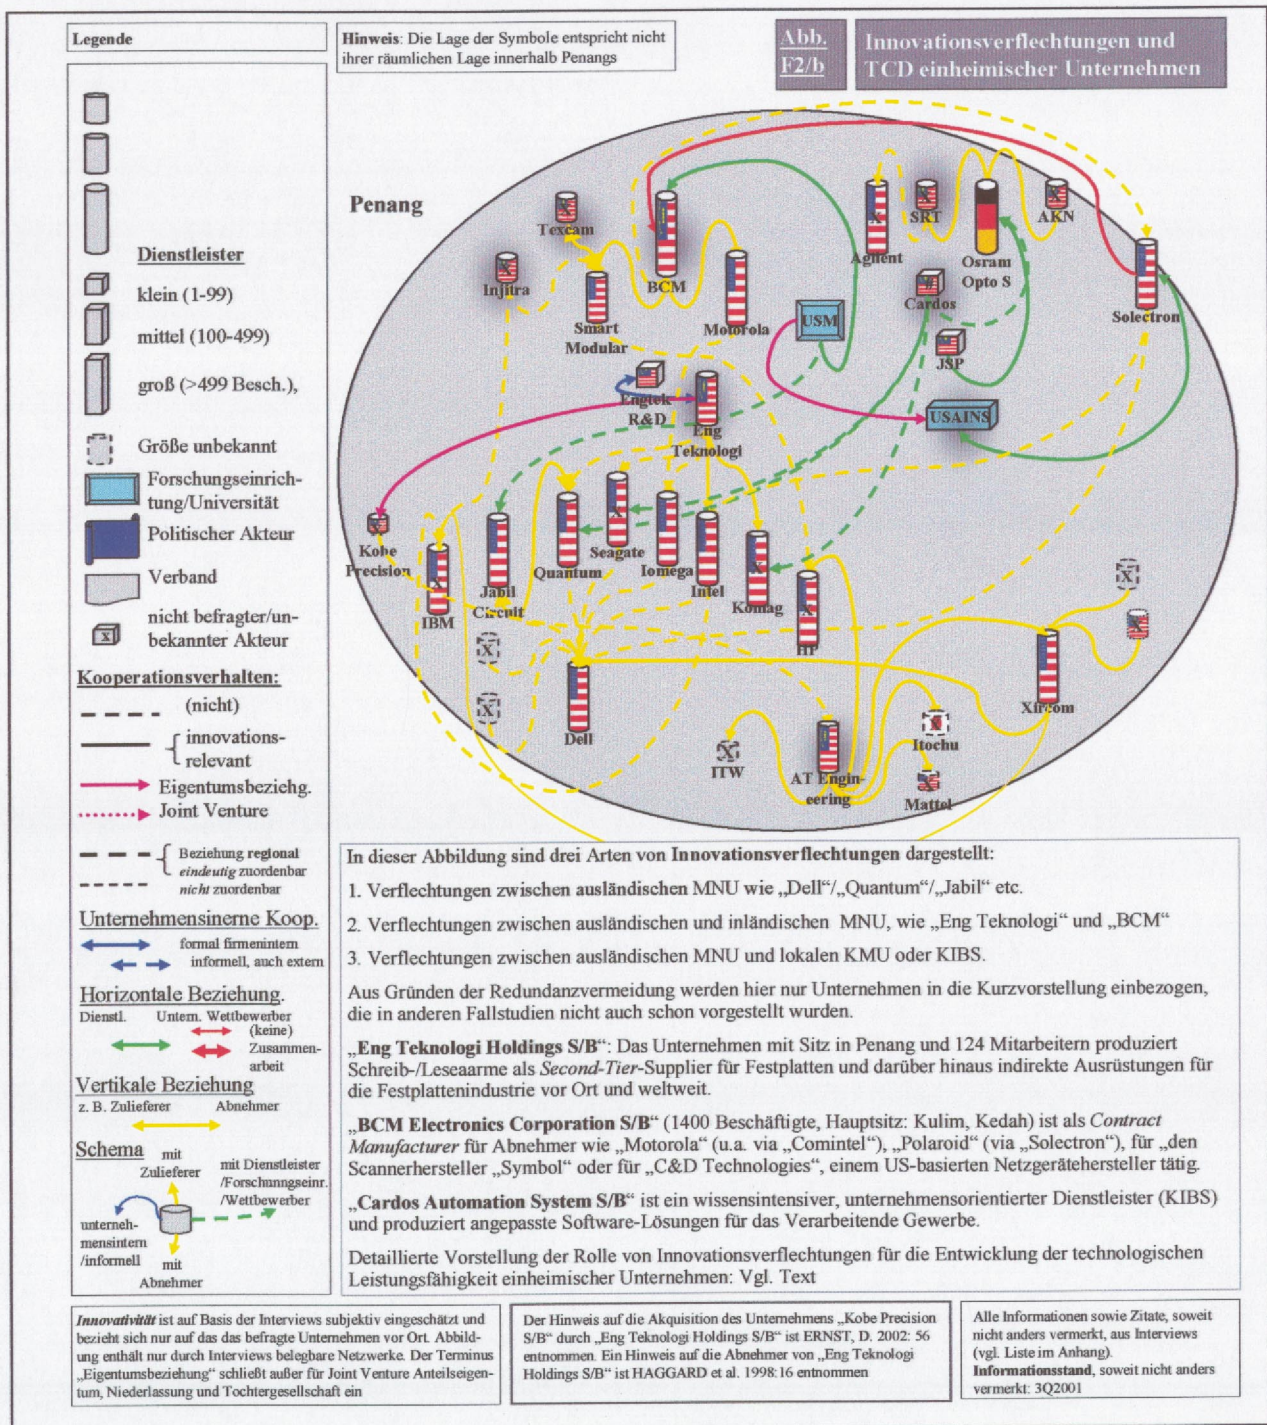 Legende
Hinweis: Die Lage der Symbole entspricht nicht
ihrer räumlichen Lage innerhalb Penangs
Abb.
F2/b
Innovationsverflechtungen und
TCD einheimischer Unternehmen
Dienstleister
klein (1-99)
mittel (100-499)
groß (>499 Besch.),
Größe unbekannt
Forschungseinrich-
tung/Universität
Politischer Akteur
Verband
x
nicht befragter/un-
bekannter Akteur
Kooperationsverhalten:
(nicht)
innovations-
relevant
Eigentumsbeziehg.
Joint Venture
Beziehung regional
eindeutig zuordenbar
nicht zuordenbar
Unternehmensinerne Koop.
formal firmenintern
informell, auch extern
Horizontale Beziehung.
Dienstl. Untern. Wettbewerber
(keine)
Zusammen-
arbeit
Vertikale Beziehung
z. B. Zulieferer Abnehmer
Schema
mit
Zulieferer
mit Dienstleister
/Forschunngseinr.
/Wettbewerber
unterneh-
mensintern
/informell
mit
Abnehmer
Penang
Texcam
Injitra
Smart
Modular
BCM
Motorola
USM
Agilent
SRT
Osram
Opto S
AKN
Cardos
JSP
Solectron
USAINS
Engtek
R&D
Eng
Teknologi
Kobe
Precision
IBM
Jabil
Circuit
Quantum
Seagate
Iomega
Intel
Komag
HP
X
X
X
X
Dell
ITW
AT Engin-
eering
Itochu
Mattel
Xircom
In dieser Abbildung sind drei Arten von Innovationsverflechtungen dargestellt:
1. Verflechtungen zwischen ausländischen MNU wie „Dell“/„Quantum“/„Jabil“ etc.
2. Verflechtungen zwischen ausländischen und inländischen MNU, wie „Eng Teknologi“ und „BCM“
3. Verflechtungen zwischen ausländischen MNU und lokalen KMU oder KIBS.
Aus Gründen der Redundanzvermeidung werden hier nur Unternehmen in die Kurzvorstellung einbezogen,
die in anderen Fallstudien nicht auch schon vorgestellt wurden.
„Eng Teknologi Holdings S/B“: Das Unternehmen mit Sitz in Penang und 124 Mitarbeitern produziert
Schreib-/Lesearme als Second-Tier-Supplier für Festplatten und darüber hinaus indirekte Ausrüstungen für
die Festplattenindustrie vor Ort und weltweit.
„BCM Electronics Corporation S/B“ (1400 Beschäftigte, Hauptsitz: Kulim, Kedah) ist als Contract
Manufacturer für Abnehmer wie „Motorola“ (u.a. via „Comintel“), „Polaroid“ (via „Solectron“), für „den
Scannerhersteller „Symbol“ oder für „C&D Technologies“, einem US-basierten Netzgerätehersteller tätig.
„Cardos Automation System S/B“ ist ein wissensintensiver, unternehmensorientierter Dienstleister (KIBS)
und produziert angepasste Software-Lösungen für das Verarbeitende Gewerbe.
Detaillierte Vorstellung der Rolle von Innovationsverflechtungen für die Entwicklung der technologischen
Leistungsfähigkeit einheimischer Unternehmen: Vgl. Text
Innovativität ist auf Basis der Interviews subjektiv eingeschätzt und
bezieht sich nur auf das das befragte Unternehmen vor Ort. Abbild-
ung enthält nur durch Interviews belegbare Netzwerke. Der Terminus
„Eigentumsbeziehung“ schließt außer für Joint Venture Anteilseigen-
tum, Niederlassung und Tochtergesellschaft ein
Der Hinweis auf die Akquisition des Unternehmens „Kobe Precision
S/B“ durch „Eng Teknologi Holdings S/B“ ist ERNST, D. 2002: 56
entnommen. Ein Hinweis auf die Abnehmer von „Eng Teknologi
Holdings S/B“ ist HAGGARD et al. 1998:16 entnommen
Alle Informationen sowie Zitate, soweit
nicht anders vermerkt, aus Interviews
(vgl. Liste im Anhang).
Informationsstand, soweit nicht anders
vermerkt: 3Q2001